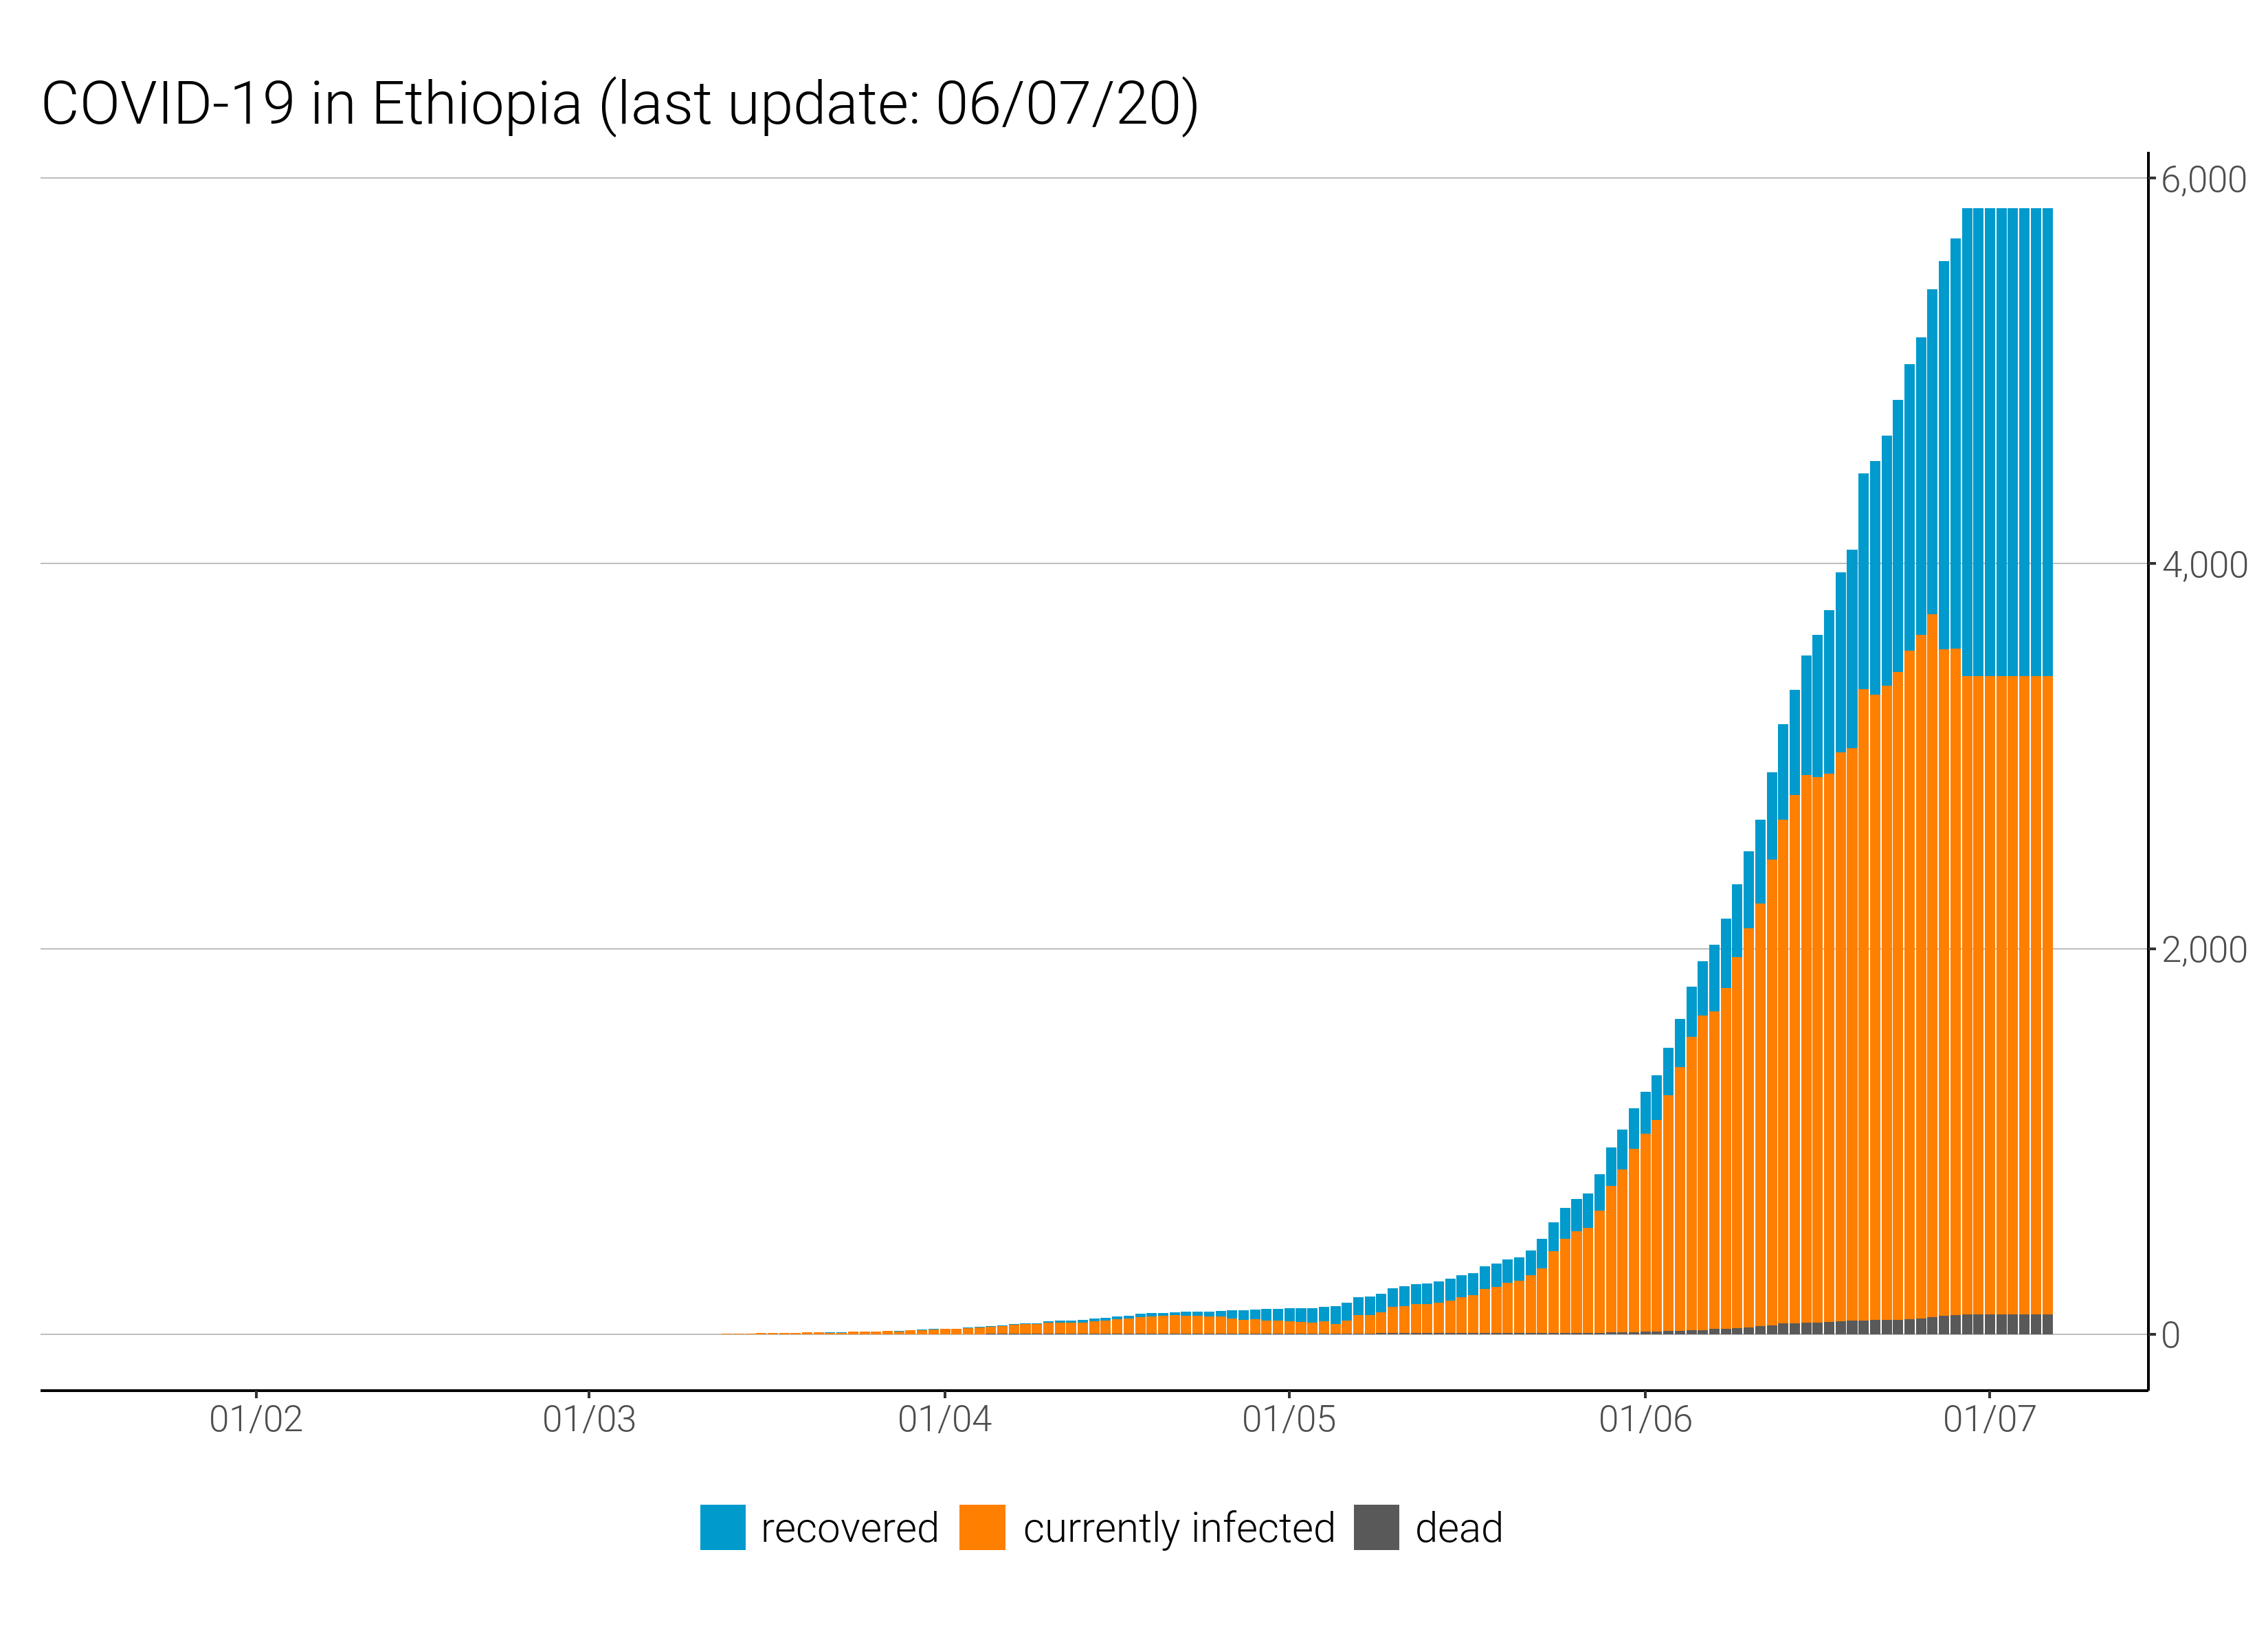 COVID-19 in Ethiopia (last update: 06/07/20)
6,000
4,000
2,000
0
01/02 01/03 01/04 01/05 01/06 01/07
recovered currently infected dead